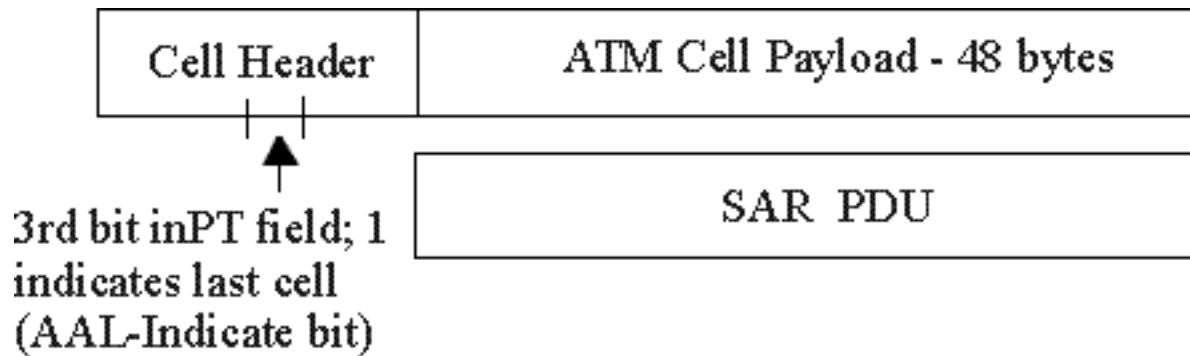 Cell Header
ATM Cell Payload - 48 bytes
SAR PDU
3rd bit inPT field; 1
indicates last cell
(AAL-Indicate bit)